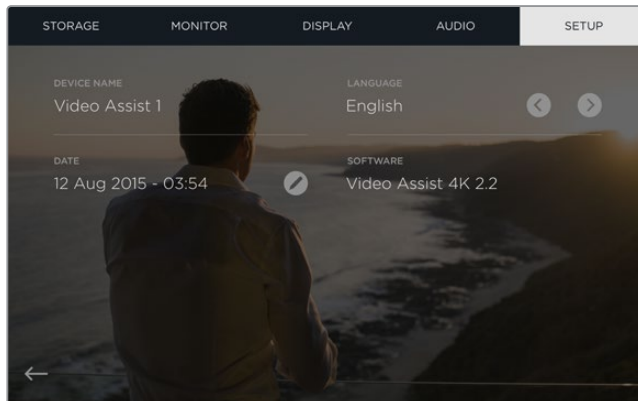 STORAGE MONITOR DISPLAY AUDIO SETUP
DEVICE NAME LANGUAGE
Video Assist 1 English
DATE SOFTWARE
12 Aug 2015 - 03:54 Video Assist 4K 2.2